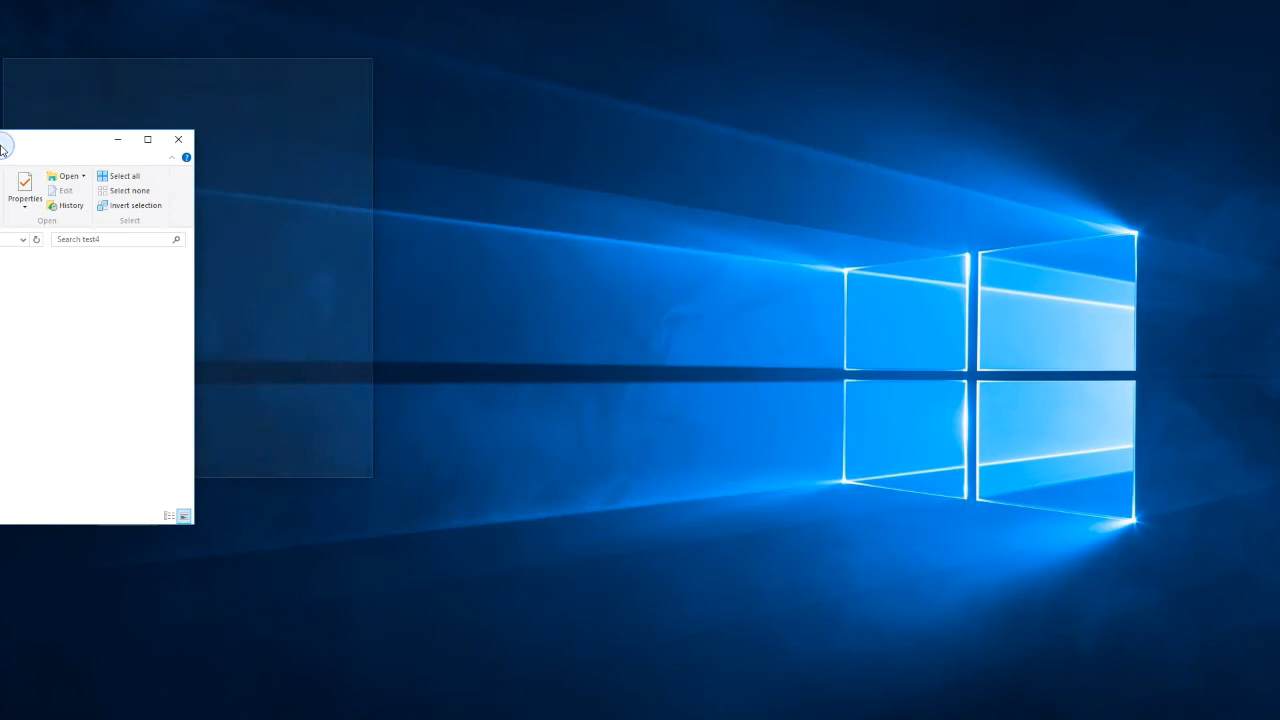 ?
Open
Select all
Properties
Edit
Select none
History
Invert selection
Open
Select
Search test4